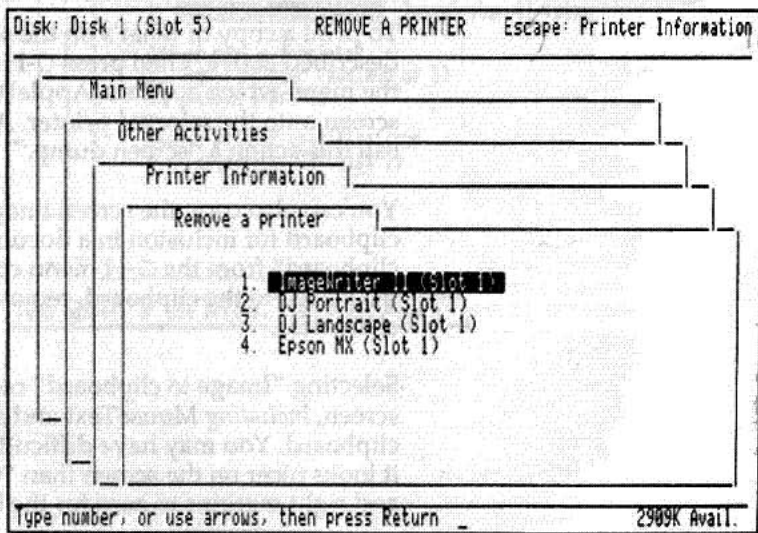 Disk: Disk 1 (Slot 5) REMOVE A PRINTER Escape: Printer Information
Main Menu
Other Activities
Printer Information
Remove a printer
1. ImageWriter II (Slot 1)
2. DJ Portrait (Slot 1)
3. DJ Landscape (Slot 1)
4. Epson MX (Slot 1)
Type number, or use arrows, then press Return _ 2909K Avail.